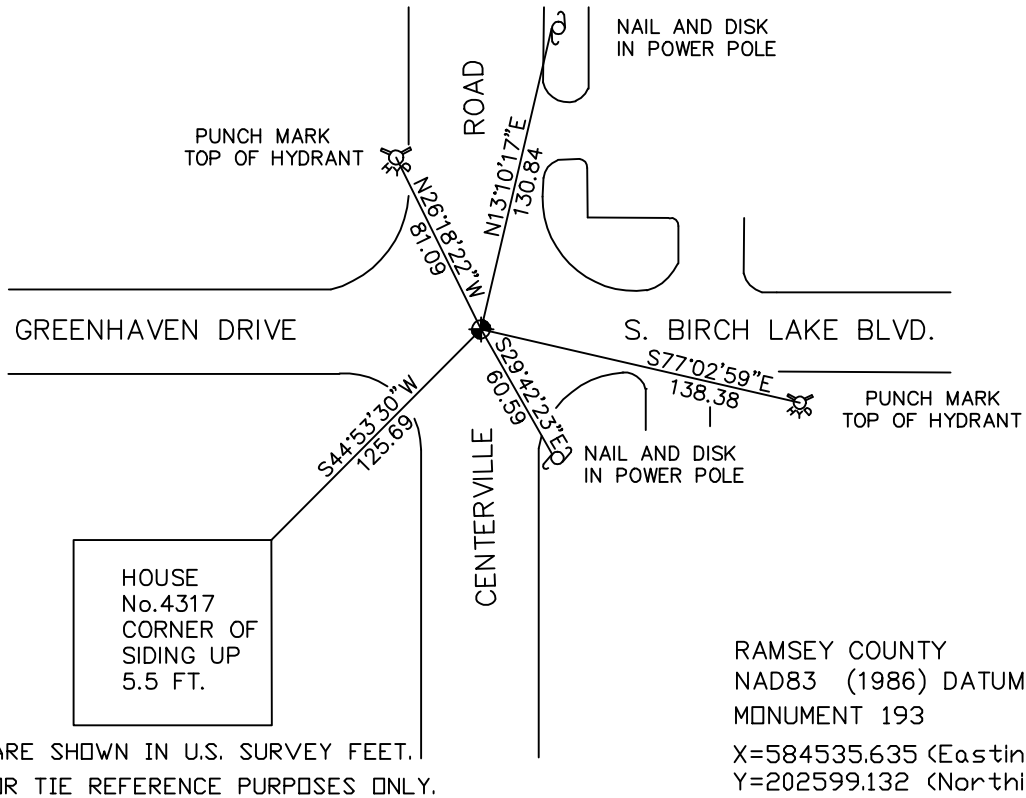 NAIL AND DISK
IN POWER POLE
ROAD
PUNCH MARK
TOP OF HYDRANT
N13°10'17"E
130.84
N26°18'22"W
81.09
GREENHAVEN DRIVE
S. BIRCH LAKE BLVD.
S77°02'59"E
138.38
S29°42'23"E
60.59
PUNCH MARK
TOP OF HYDRANT
S44°53'30"W
125.69
NAIL AND DISK
IN POWER POLE
CENTERVILLE
HOUSE
No.4317
CORNER OF
SIDING UP
5.5 FT.
RAMSEY COUNTY
NAD83 (1986) DATUM
MONUMENT 193
X=584535.635 (Eastin
Y=202599.132 (Northi
ARE SHOWN IN U.S. SURVEY FEET.
R TIE REFERENCE PURPOSES ONLY.